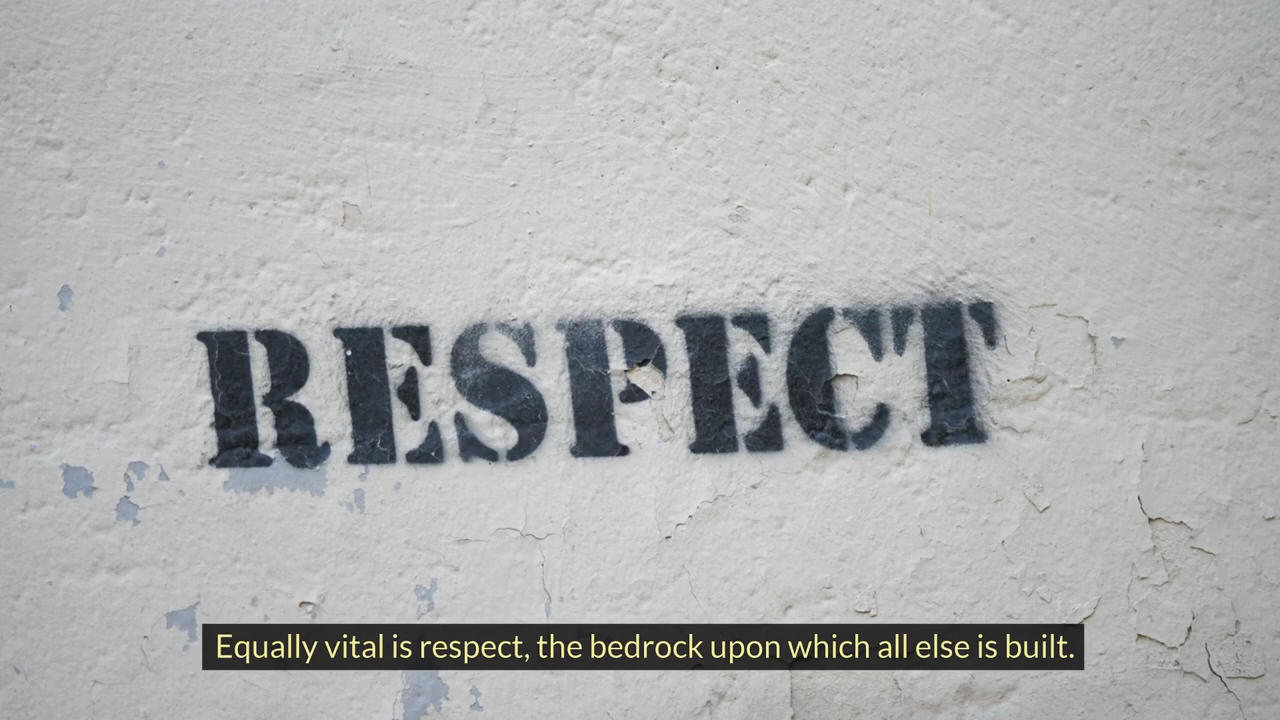 RESPECT
Equally vital is respect, the bedrock upon which all else is built.